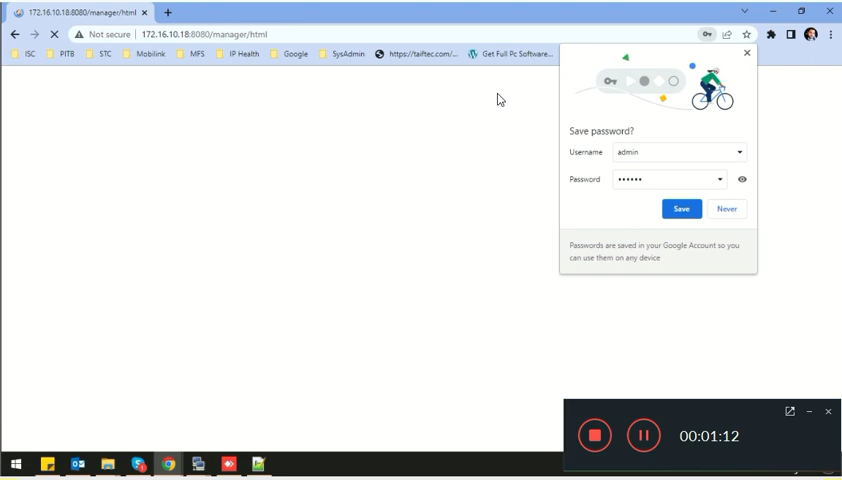 172.16.10.18:8080/manager/html
Not secure 172.16.10.18:8080/manager/html
ISC PITB STC Mobilink MFS IP Health Google SysAdmin https://taiftec.com/... Get Full Pc Software...
Save password?
Username admin
Password ••••••
Save Never
Passwords are saved in your Google Account so you
can use them on any device
00:01:12